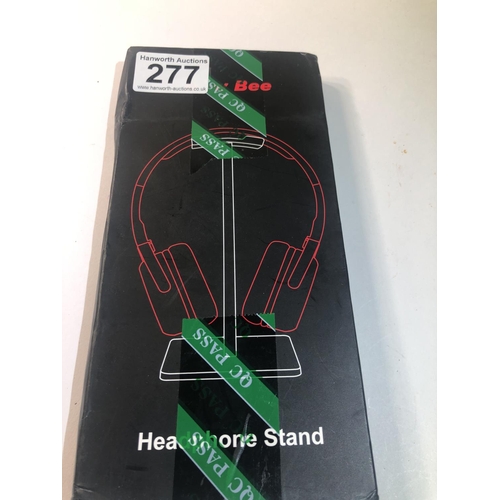 Hanworth Auctions
277
www.hanworth-auctions.co.uk
Bee
QC PASS
PASS
QC PASS
QC PASS
QC PASS
Headphone Stand